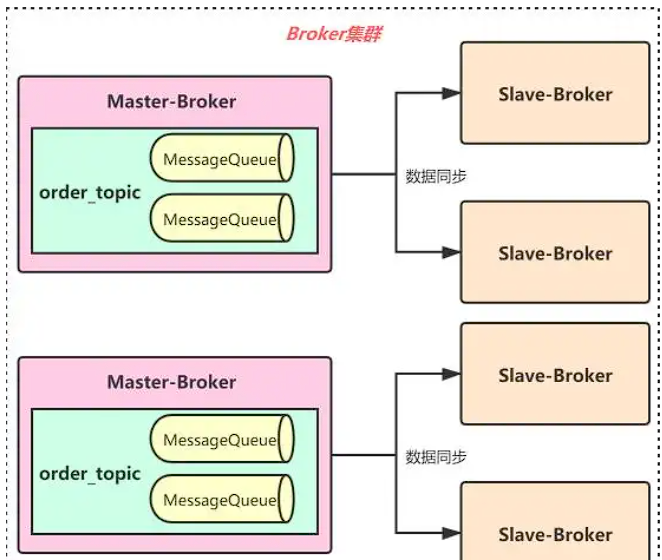 Broker集群
Master-Broker
order_topic
MessageQueue
MessageQueue
数据同步
Slave-Broker
Slave-Broker
Master-Broker
order_topic
MessageQueue
MessageQueue
数据同步
Slave-Broker
Slave-Broker